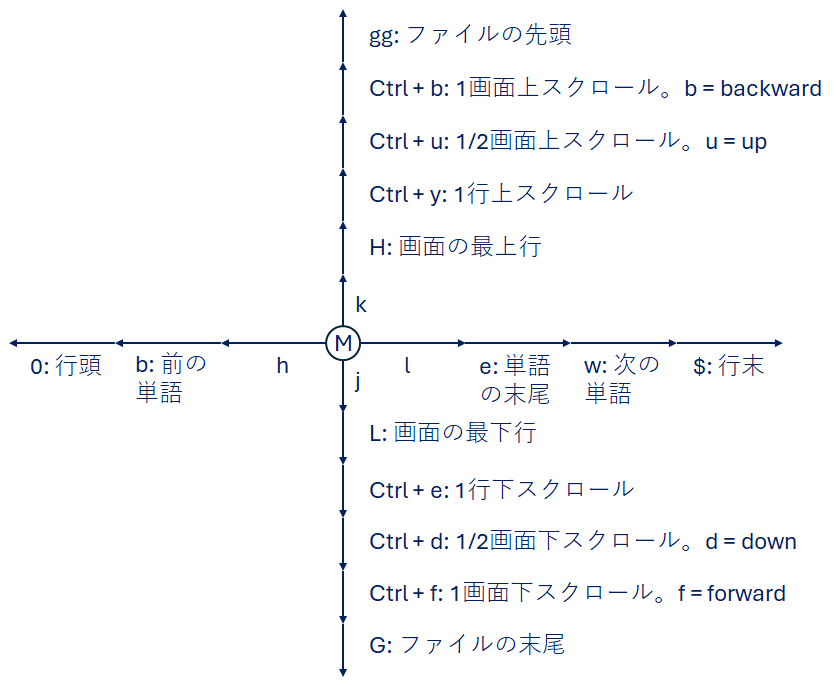 gg: ファイルの先頭
Ctrl + b: 1画面上スクロール。b = backward
Ctrl + u: 1/2画面上スクロール。u = up
Ctrl + y: 1行上スクロール
H: 画面の最上行
k
M
0: 行頭
b: 前の
単語
h
l
e: 単語
の末尾
w: 次の
単語
$: 行末
j
L: 画面の最下行
Ctrl + e: 1行下スクロール
Ctrl + d: 1/2画面下スクロール。d = down
Ctrl + f: 1画面下スクロール。f = forward
G: ファイルの末尾